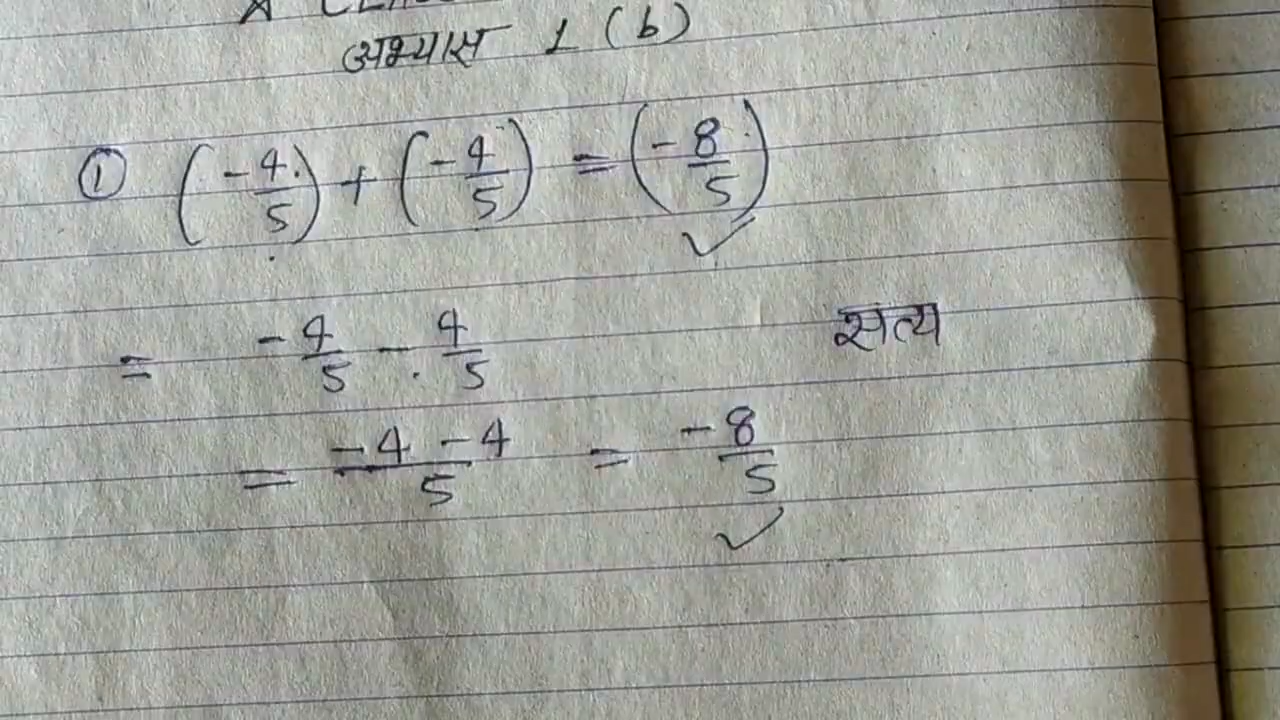 अभ्यास 1 (b)
① (-4/5) + (-4/5) = (-8/5) ✓
= -4/5 - 4/5 सत्य
= -4-4/5 = -8/5 ✓